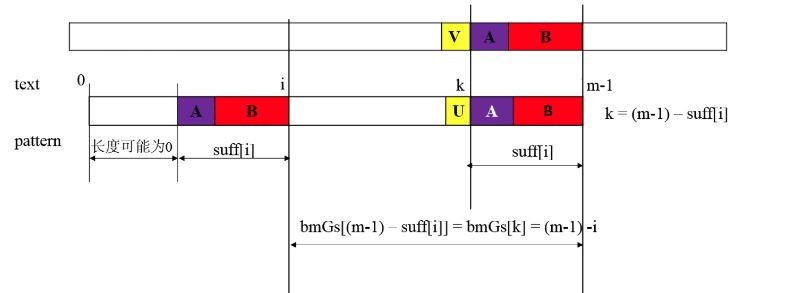 V A B
text 0 i k m-1
A B U A B k = (m-1) – suff[i]
pattern 长度可能为0 suff[i] suff[i]
bmGs[(m-1) – suff[i]] = bmGs[k] = (m-1) -i